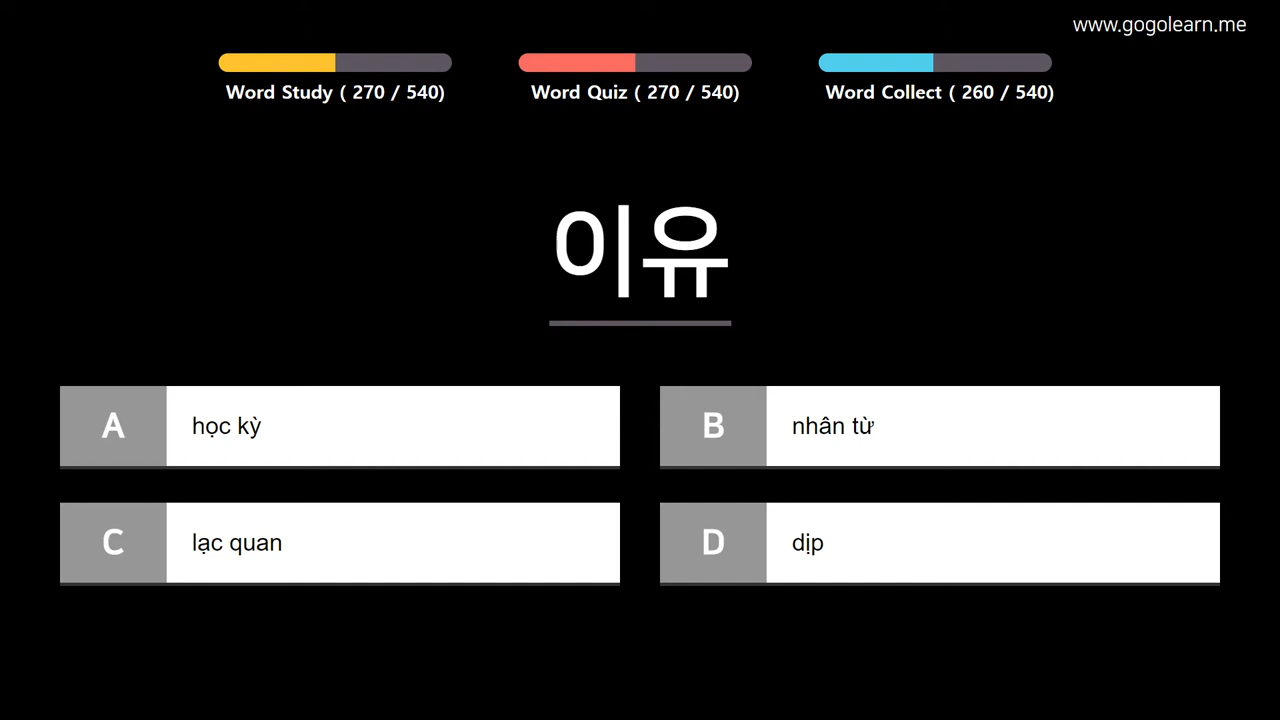 www.gogolearn.me
Word Study ( 270 / 540)
Word Quiz ( 270 / 540)
Word Collect ( 260 / 540)
이유
A học kỳ
B nhân từ
C lạc quan
D dịp